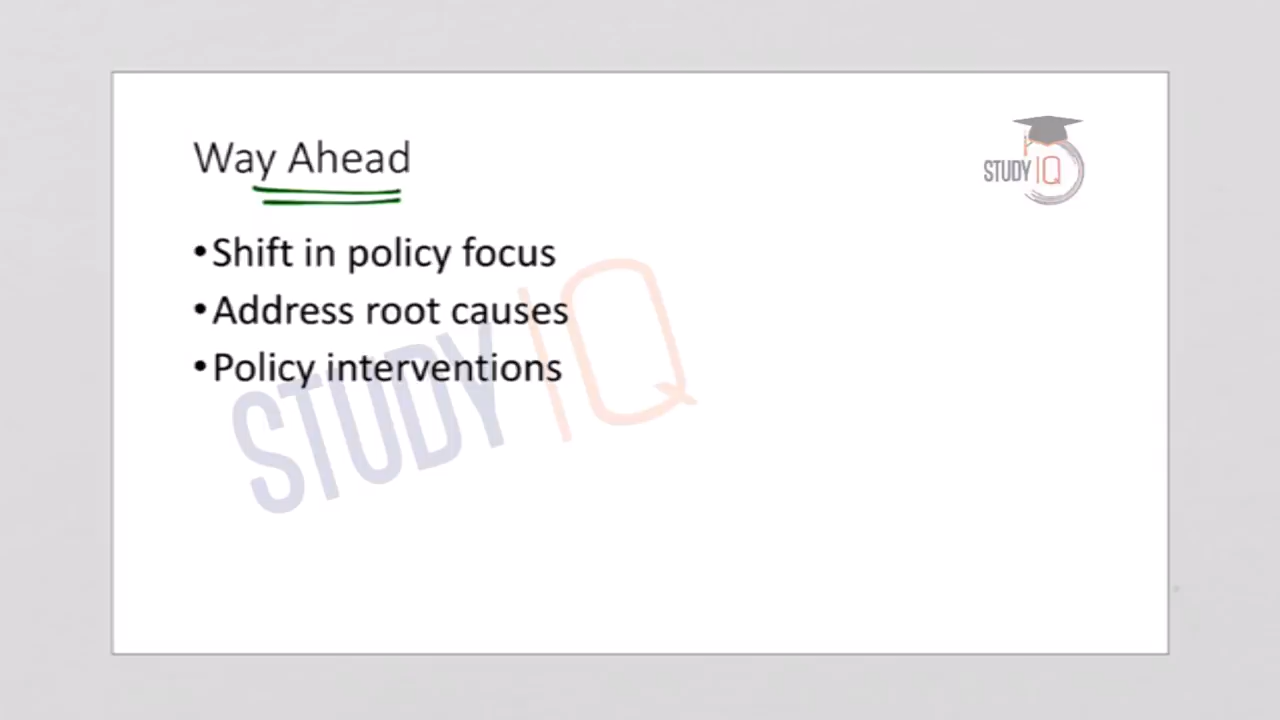 Way Ahead
STUDY IQ
•Shift in policy focus
•Address root causes
•Policy interventions
STUDY IQ